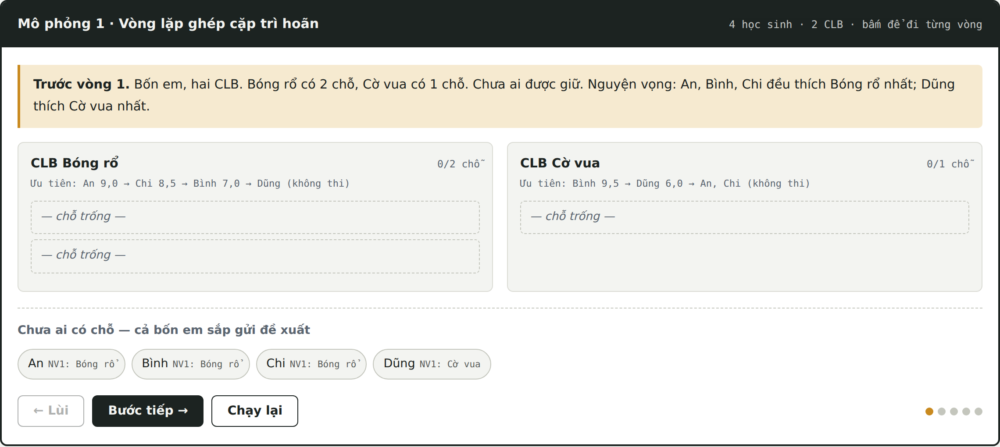 Mô phỏng 1 · Vòng lặp ghép cặp trì hoãn
4 học sinh · 2 CLB · bấm để đi từng vòng
Trước vòng 1. Bốn em, hai CLB. Bóng rổ có 2 chỗ, Cờ vua có 1 chỗ. Chưa ai được giữ. Nguyện vọng: An, Bình, Chi đều thích Bóng rổ nhất; Dũng
thích Cờ vua nhất.
CLB Bóng rổ
0/2 chỗ
Ưu tiên: An 9,0 → Chi 8,5 → Bình 7,0 → Dũng (không thi)
— chỗ trống —
— chỗ trống —
CLB Cờ vua
0/1 chỗ
Ưu tiên: Bình 9,5 → Dũng 6,0 → An, Chi (không thi)
— chỗ trống —
Chưa ai có chỗ — cả bốn em sắp gửi đề xuất
An NV1: Bóng rổ
Bình NV1: Bóng rổ
Chi NV1: Bóng rổ
Dũng NV1: Cờ vua
← Lùi
Bước tiếp →
Chạy lại